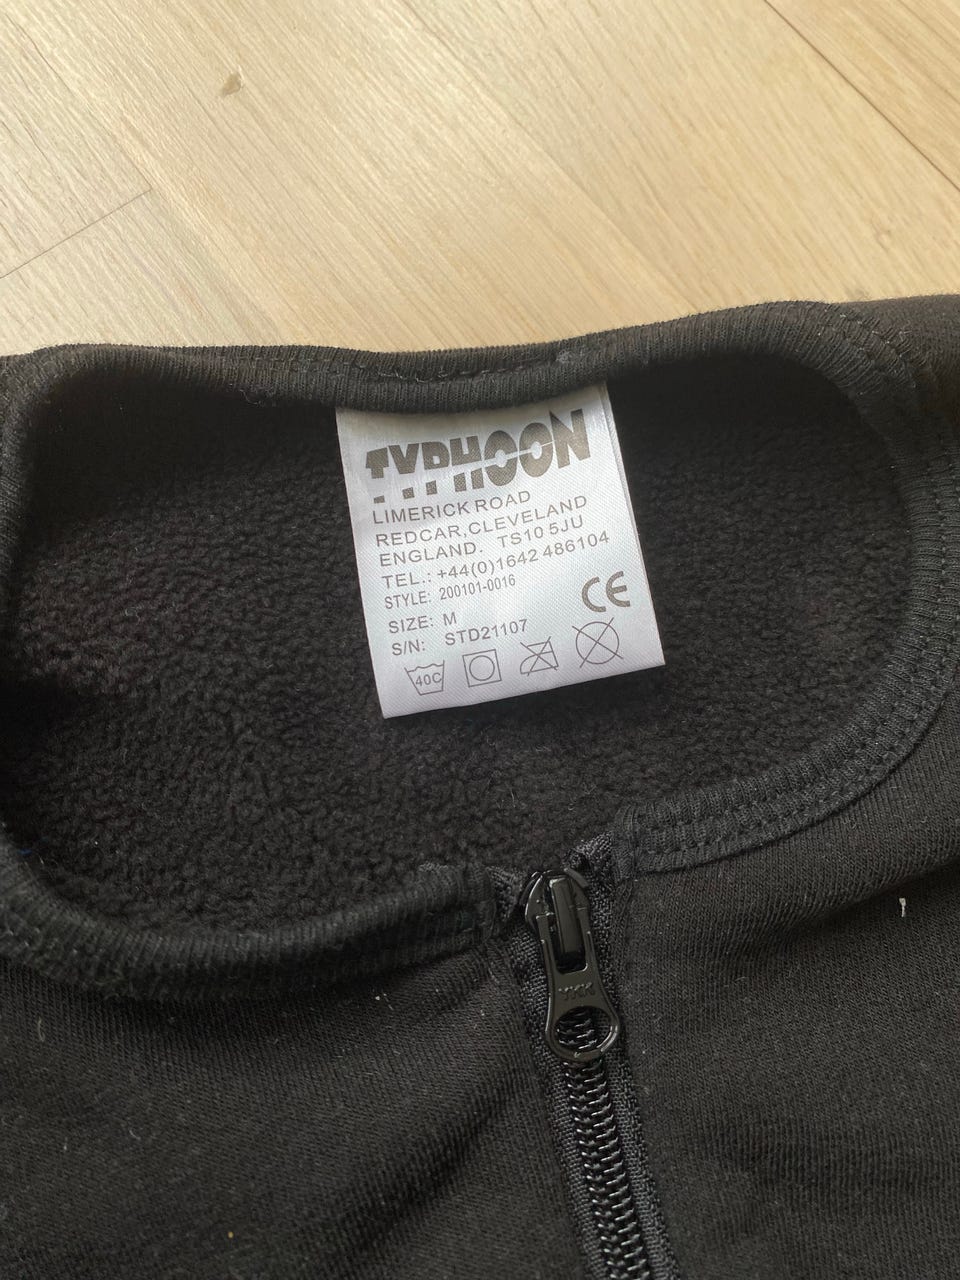 TYPHOON
LIMERICK ROAD
REDCAR, CLEVELAND
ENGLAND. TS10 5JU
TEL.: +44(0)1642 486104
STYLE: 200101-0016
SIZE: M
CE
S/N: STD21107
40C
YKK